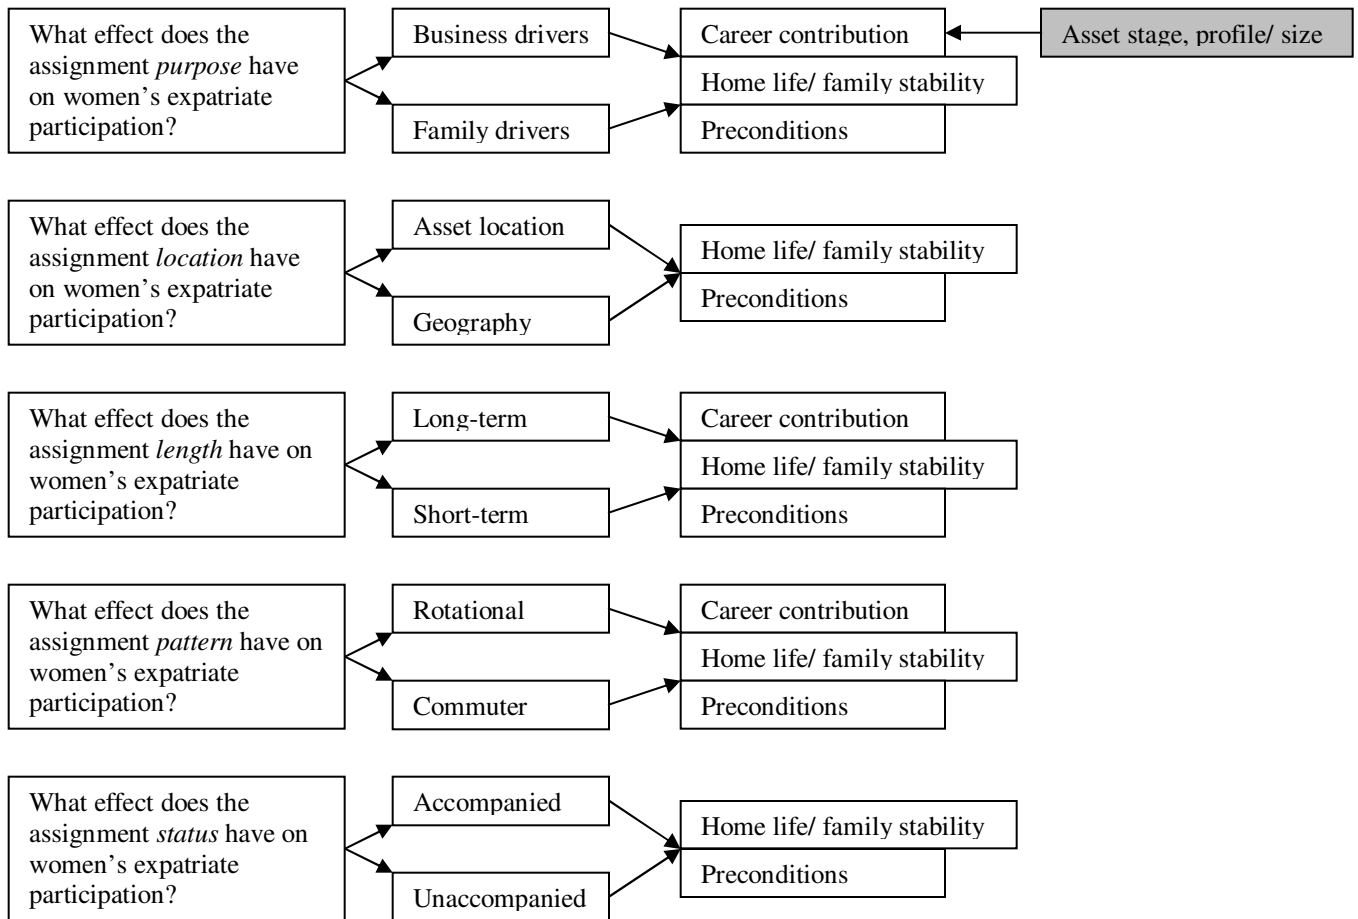 What effect does the
assignment purpose have
on women's expatriate
participation?
Business drivers
Family drivers
Career contribution
Home life/ family stability
Preconditions
Asset stage, profile/ size
What effect does the
assignment location have
on women's expatriate
participation?
Asset location
Geography
Home life/ family stability
Preconditions
What effect does the
assignment length have on
women's expatriate
participation?
Long-term
Short-term
Career contribution
Home life/ family stability
Preconditions
What effect does the
assignment pattern have on
women's expatriate
participation?
Rotational
Commuter
Career contribution
Home life/ family stability
Preconditions
What effect does the
assignment status have on
women's expatriate
participation?
Accompanied
Unaccompanied
Home life/ family stability
Preconditions